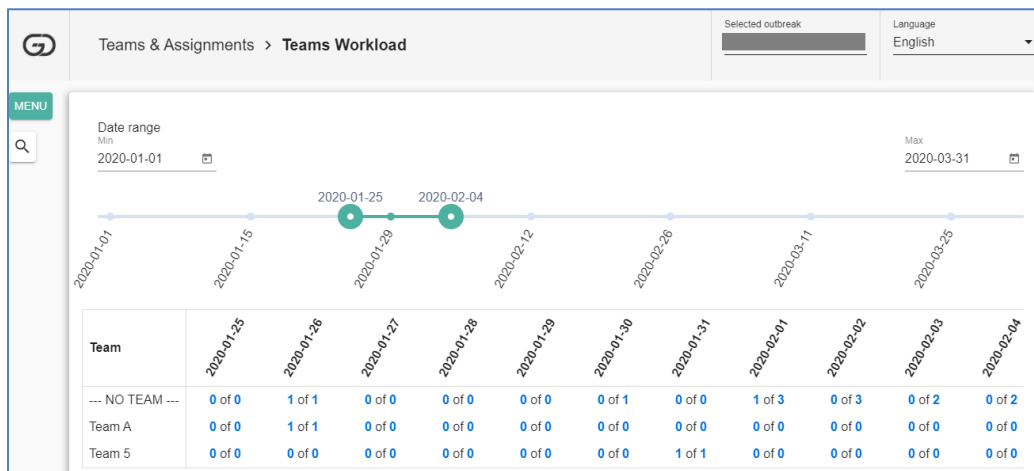 Selected outbreak
Language
Teams & Assignments > Teams Workload
English
MENU
Date range
Min
Max
2020-01-01
2020-03-31
2020-01-25 2020-02-04
2020-01-01 2020-01-15 2020-01-29 2020-02-12 2020-02-26 2020-03-11 2020-03-25
Team 2020-01-25 2020-01-26 2020-01-27 2020-01-28 2020-01-29 2020-01-30 2020-01-31 2020-02-01 2020-02-02 2020-02-03 2020-02-04
--- NO TEAM --- 0 of 0 1 of 1 0 of 0 0 of 0 0 of 0 0 of 1 0 of 0 1 of 3 0 of 3 0 of 2 0 of 2
Team A 0 of 0 1 of 1 0 of 0 0 of 0 0 of 0 0 of 0 0 of 0 0 of 0 0 of 0 0 of 0 0 of 0
Team 5 0 of 0 0 of 0 0 of 0 0 of 0 0 of 0 0 of 0 1 of 1 0 of 0 0 of 0 0 of 0 0 of 0